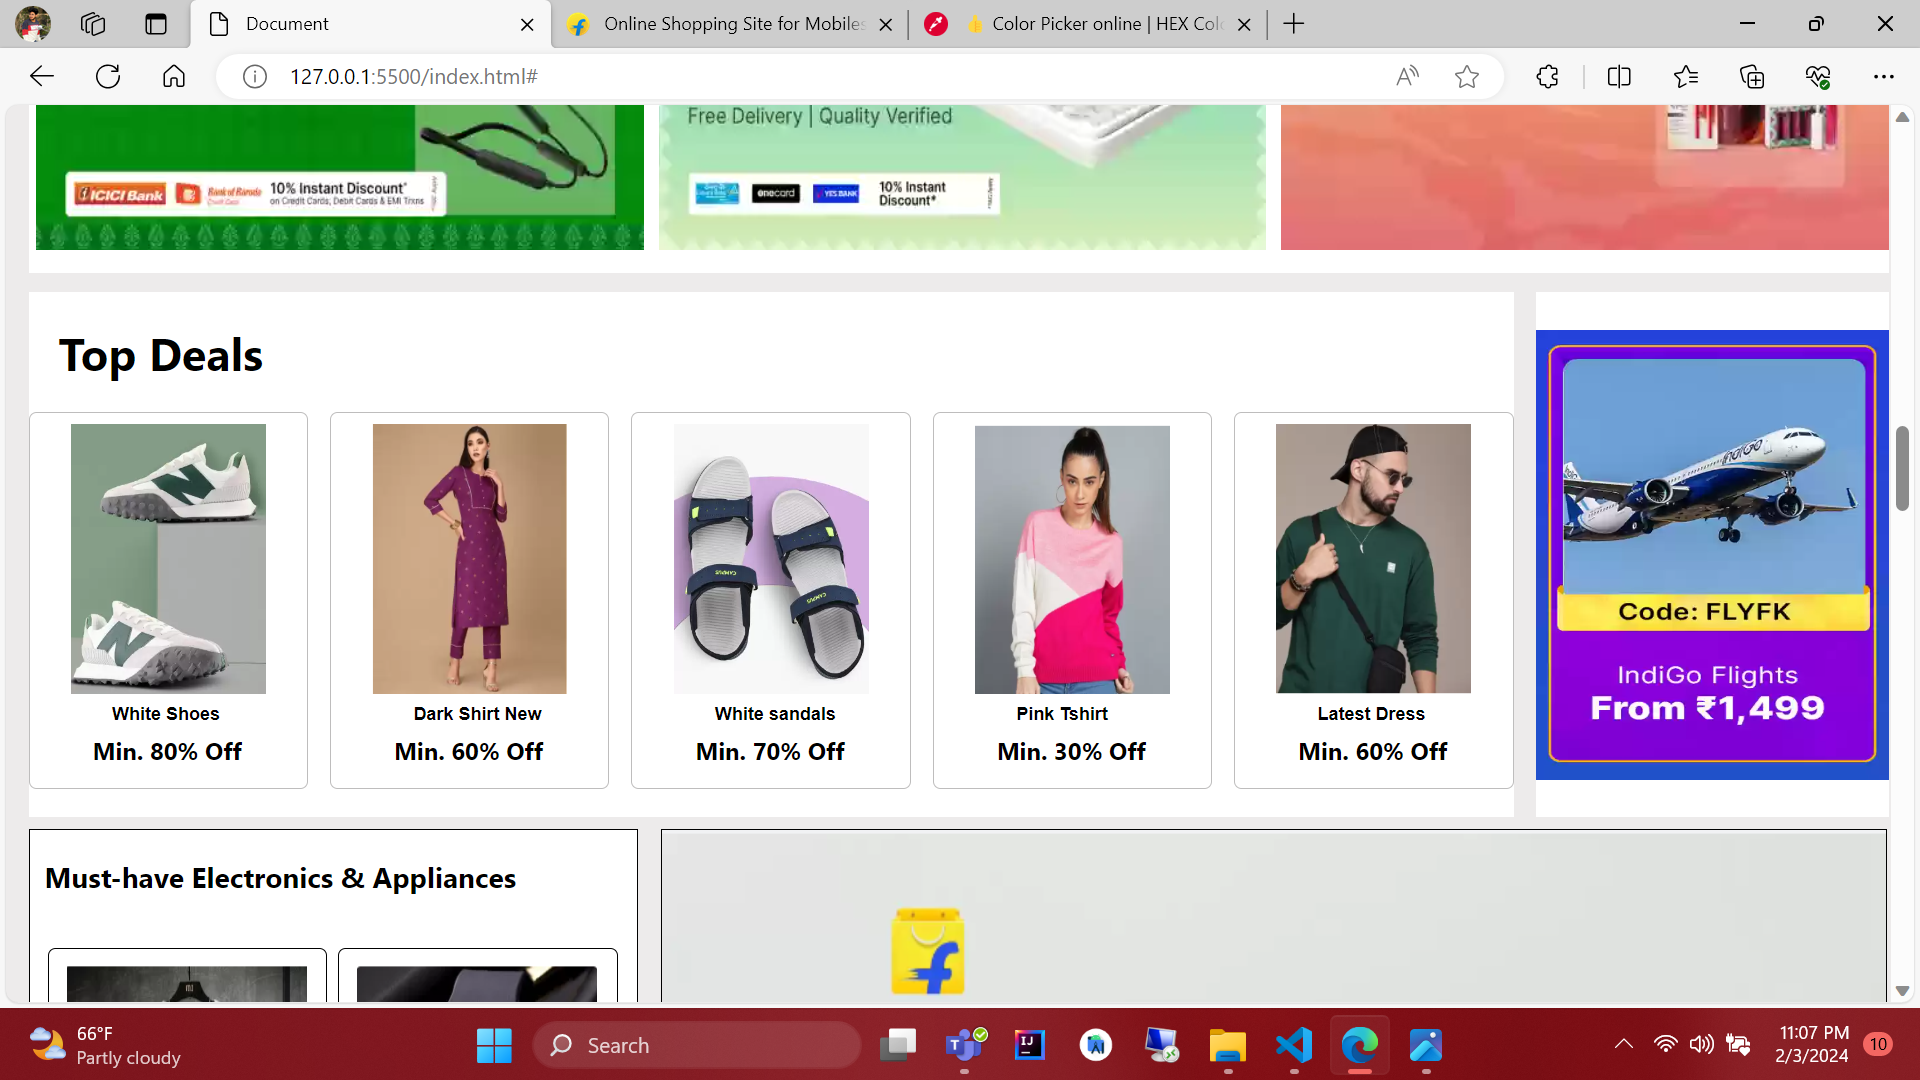 Document
Online Shopping Site for Mobiles
Color Picker online | HEX Col
127.0.0.1:5500/index.html#
Free Delivery | Quality Verified
ICICI Bank
Bank of Baroda
10% Instant Discount*
on Credit Cards, Debit Cards & EMI Trxns
onecard
YES BANK
10% Instant
Discount*
Top Deals
IndiGo
CAMPUS
CAMPUS
Code: FLYFK
IndiGo Flights
From ₹1,499
White Shoes
Dark Shirt New
White sandals
Pink Tshirt
Latest Dress
Min. 80% Off
Min. 60% Off
Min. 70% Off
Min. 30% Off
Min. 60% Off
Must-have Electronics & Appliances
66°F
Partly cloudy
Search
11:07 PM
2/3/2024
10